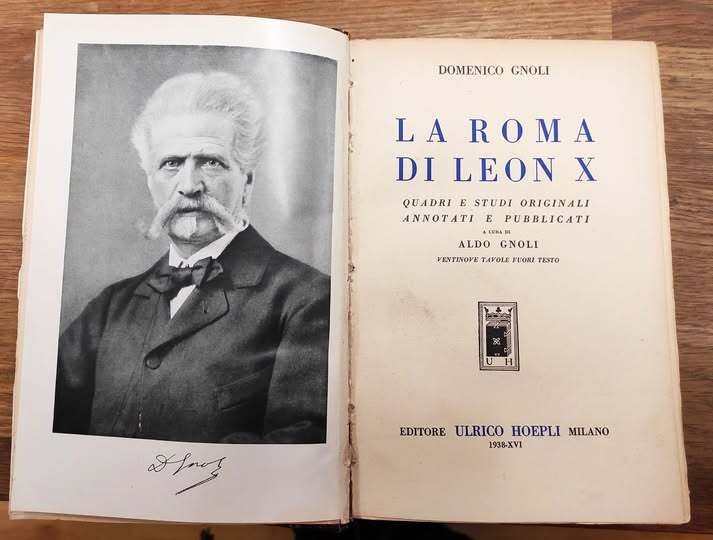 D Gnoli
DOMENICO GNOLI
LA ROMA
DI LEON X
QUADRI E STUDI ORIGINALI
ANNOTATI E PUBBLICATI
A CURA DI
ALDO GNOLI
VENTINOVE TAVOLE FUORI TESTO
U H
EDITORE ULRICO HOEPLI MILANO
1938-XVI